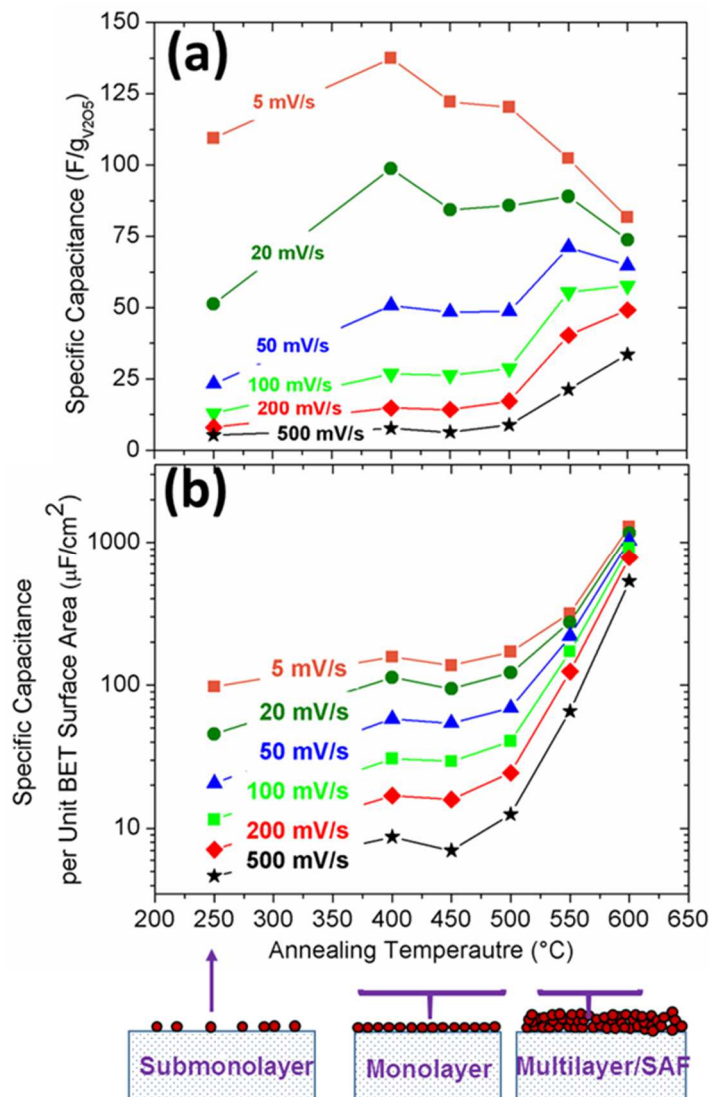 (a)
Specific Capacitance (F/gV2O5)
150
125
100
75
50
25
0
5 mV/s
20 mV/s
50 mV/s
100 mV/s
200 mV/s
500 mV/s
(b)
Specific Capacitance
per Unit BET Surface Area (µF/cm²)
1000
100
10
5 mV/s
20 mV/s
50 mV/s
100 mV/s
200 mV/s
500 mV/s
200 250 300 350 400 450 500 550 600 650
Annealing Temperautre (°C)
Submonolayer
Monolayer
Multilayer/SAF